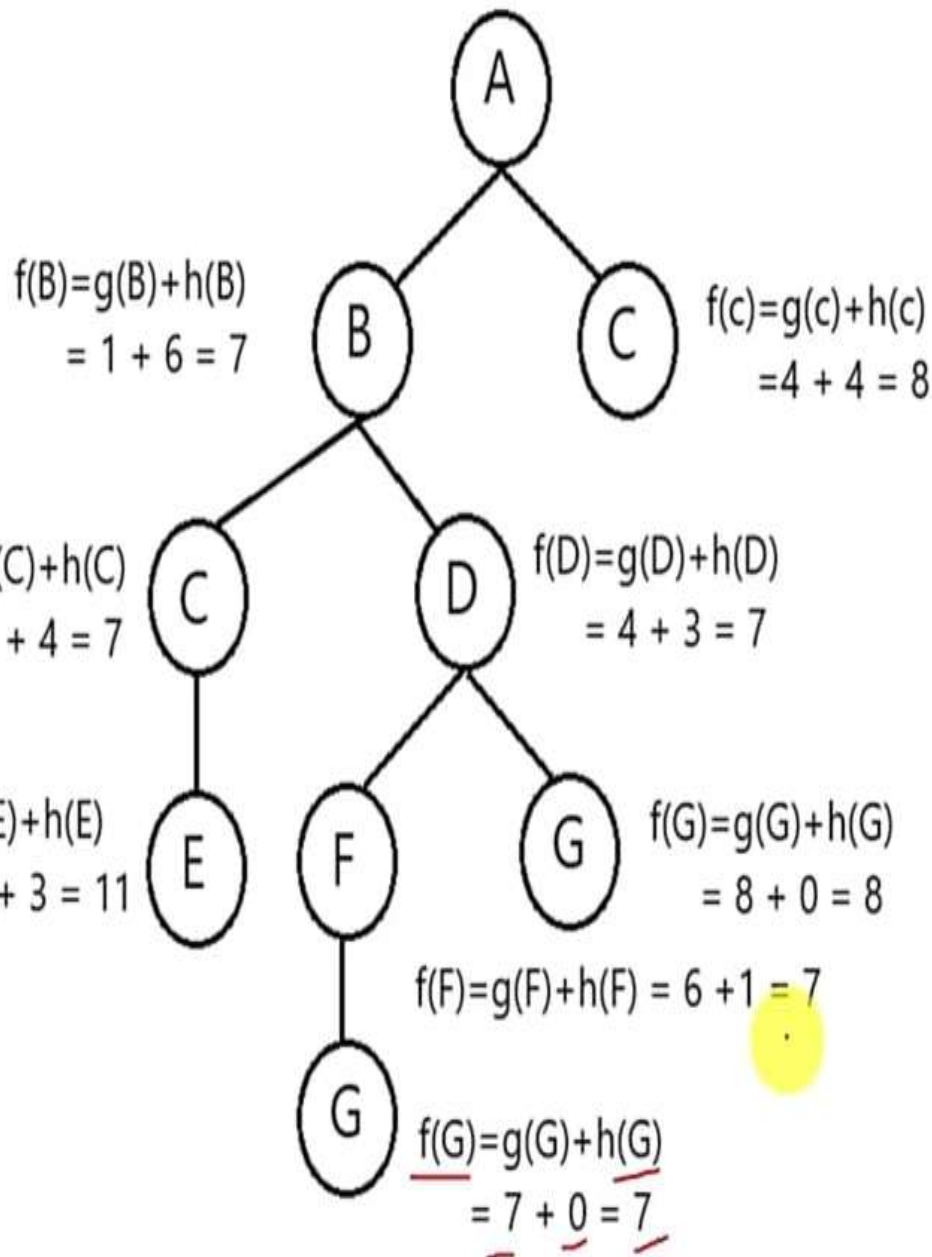 A
f(B)=g(B)+h(B)
= 1 + 6 = 7
B
C
f(c)=g(c)+h(c)
=4 + 4 = 8
(C)+h(C)
+ 4 = 7
C
D
f(D)=g(D)+h(D)
= 4 + 3 = 7
)+h(E)
+ 3 = 11
E
F
G
f(G)=g(G)+h(G)
= 8 + 0 = 8
f(F)=g(F)+h(F) = 6 +1 = 7
G
f(G)=g(G)+h(G)
= 7 + 0 = 7